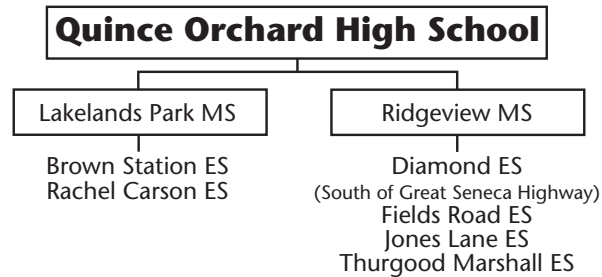 Quince Orchard High School
Lakelands Park MS
Brown Station ES
Rachel Carson ES
Ridgeview MS
Diamond ES
(South of Great Seneca Highway)
Fields Road ES
Jones Lane ES
Thurgood Marshall ES